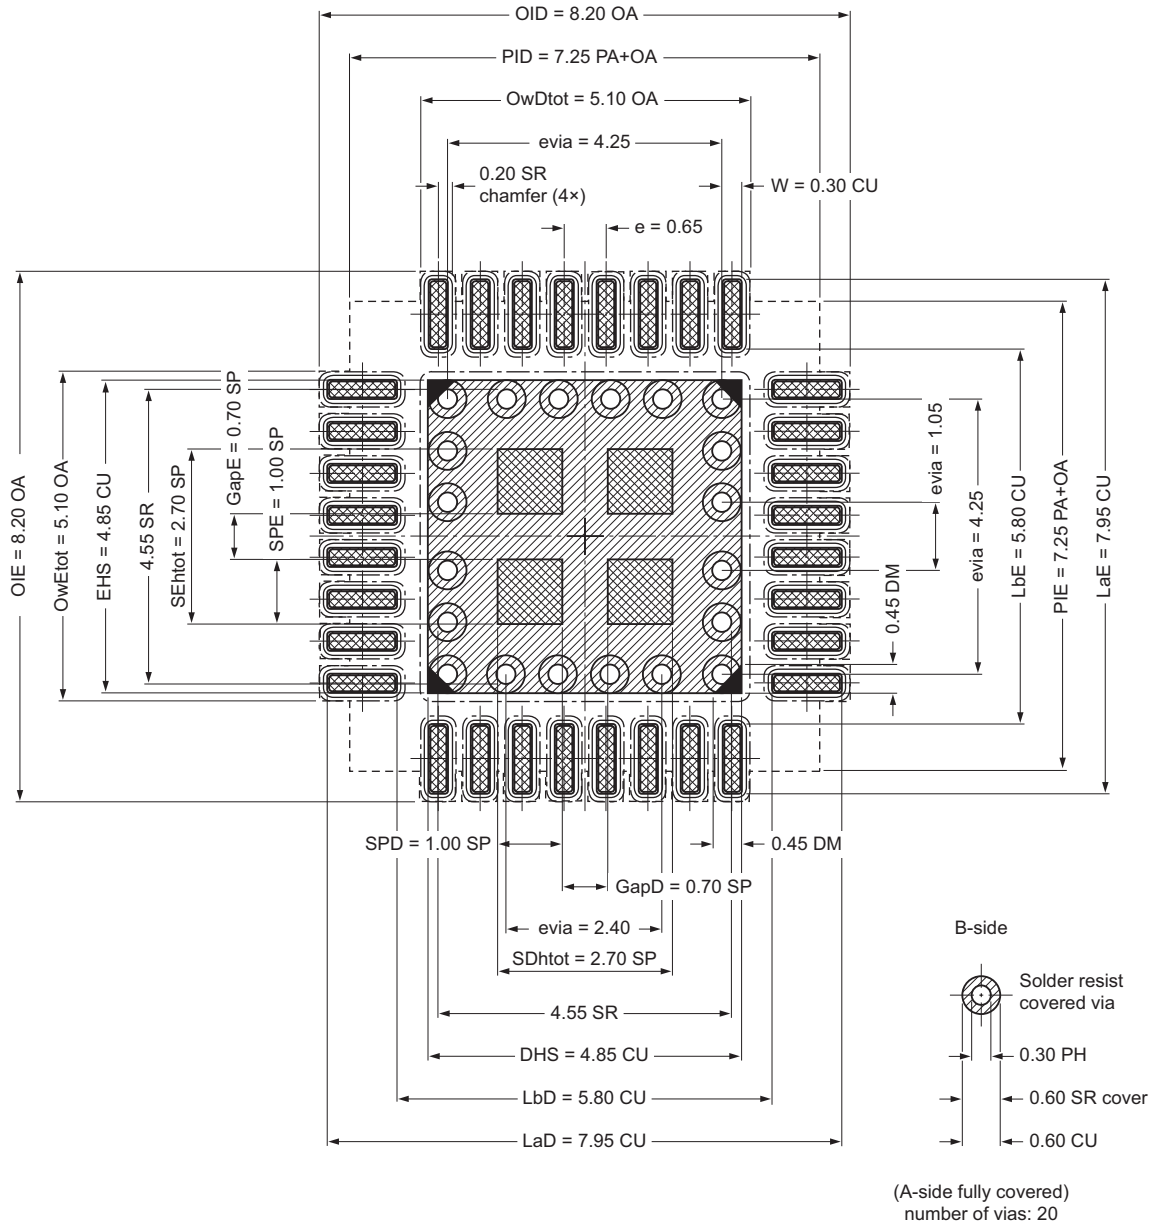 OID = 8.20 OA
PID = 7.25 PA+OA
OwDtot = 5.10 OA
evia = 4.25
0.20 SR
chamfer (4×)
W = 0.30 CU
e = 0.65
OIE = 8.20 OA
OwEtot = 5.10 OA
EHS = 4.85 CU
4.55 SR
SEhtot = 2.70 SP
GapE = 0.70 SP
SPE = 1.00 SP
evia = 1.05
0.45 DM
evia = 4.25
LbE = 5.80 CU
PIE = 7.25 PA+OA
LaE = 7.95 CU
SPD = 1.00 SP
0.45 DM
GapD = 0.70 SP
evia = 2.40
SDhtot = 2.70 SP
4.55 SR
DHS = 4.85 CU
LbD = 5.80 CU
LaD = 7.95 CU
B-side
Solder resist
covered via
0.30 PH
0.60 SR cover
0.60 CU
(A-side fully covered)
number of vias: 20